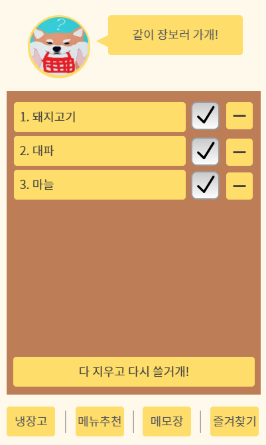 ?
같이 장보러 가개!
1. 돼지고기
2. 대파
3. 마늘
다 지우고 다시 쓸거개!
냉장고 메뉴추천 메모장 즐겨찾기